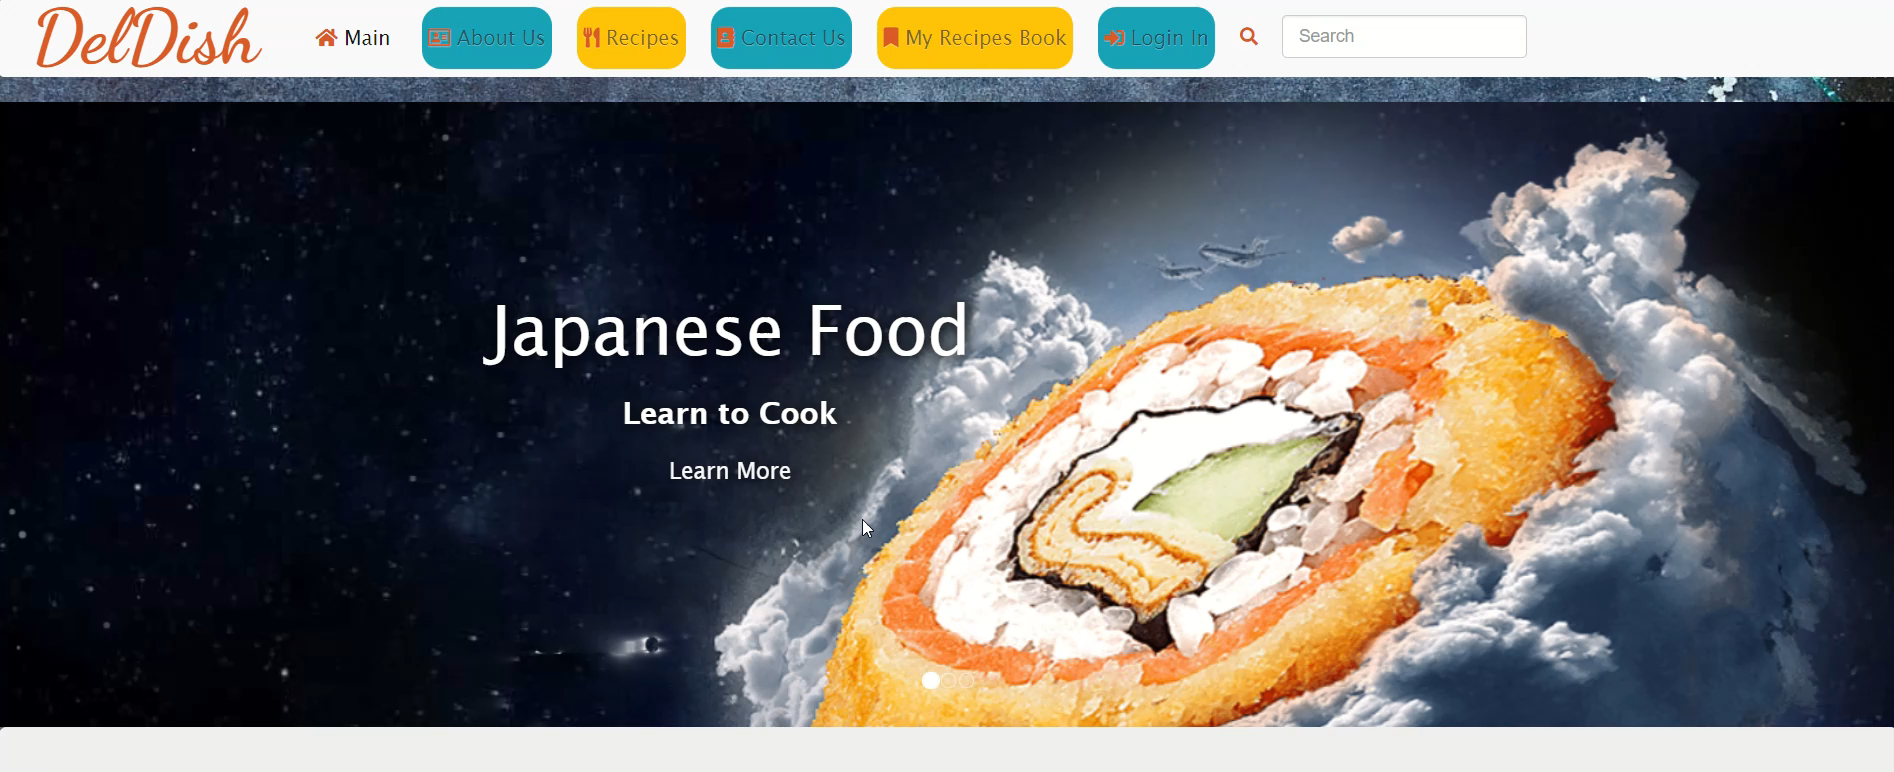 DelDish Main About Us Recipes Contact Us My Recipes Book Login In Search
Japanese Food
Learn to Cook
Learn More